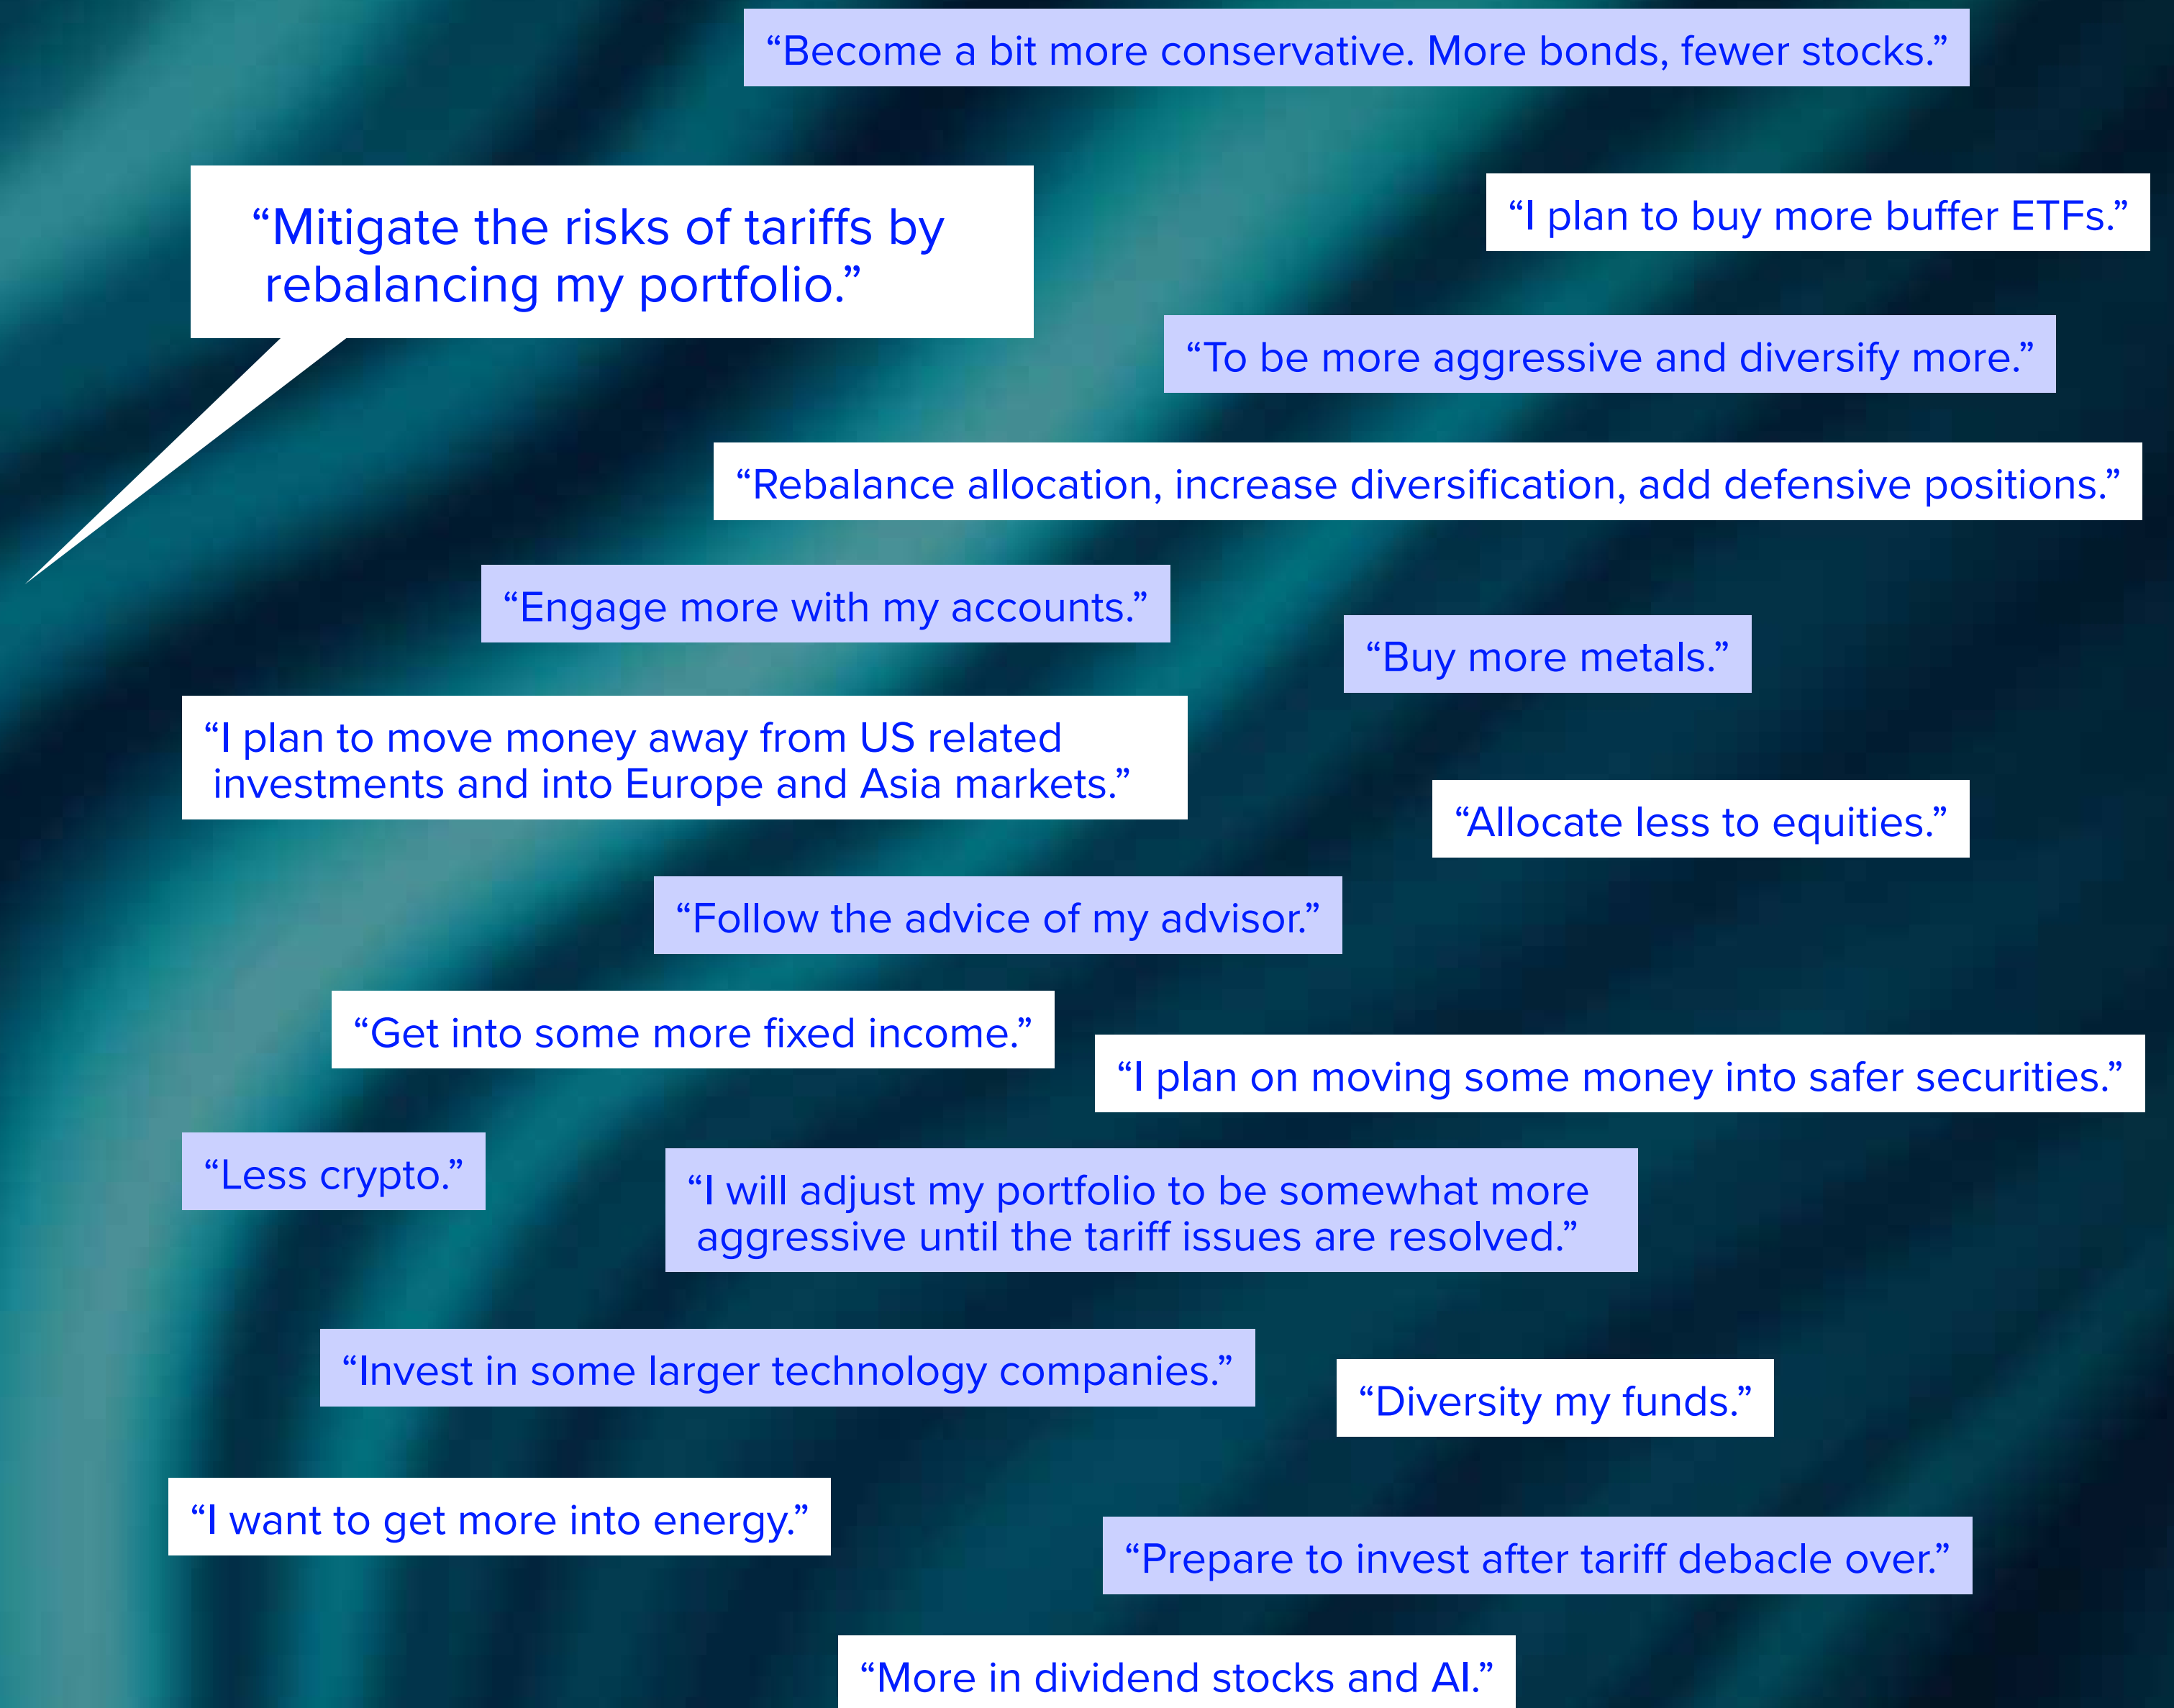 “Become a bit more conservative. More bonds, fewer stocks.”
“Mitigate the risks of tariffs by
rebalancing my portfolio.”
“I plan to buy more buffer ETFs.”
“To be more aggressive and diversify more.”
“Rebalance allocation, increase diversification, add defensive positions.”
“Engage more with my accounts.”
“Buy more metals.”
“I plan to move money away from US related
investments and into Europe and Asia markets.”
“Allocate less to equities.”
“Follow the advice of my advisor.”
“Get into some more fixed income.”
“I plan on moving some money into safer securities.”
“Less crypto.”
“I will adjust my portfolio to be somewhat more
aggressive until the tariff issues are resolved.”
“Invest in some larger technology companies.”
“Diversity my funds.”
“I want to get more into energy.”
“Prepare to invest after tariff debacle over.”
“More in dividend stocks and AI.”